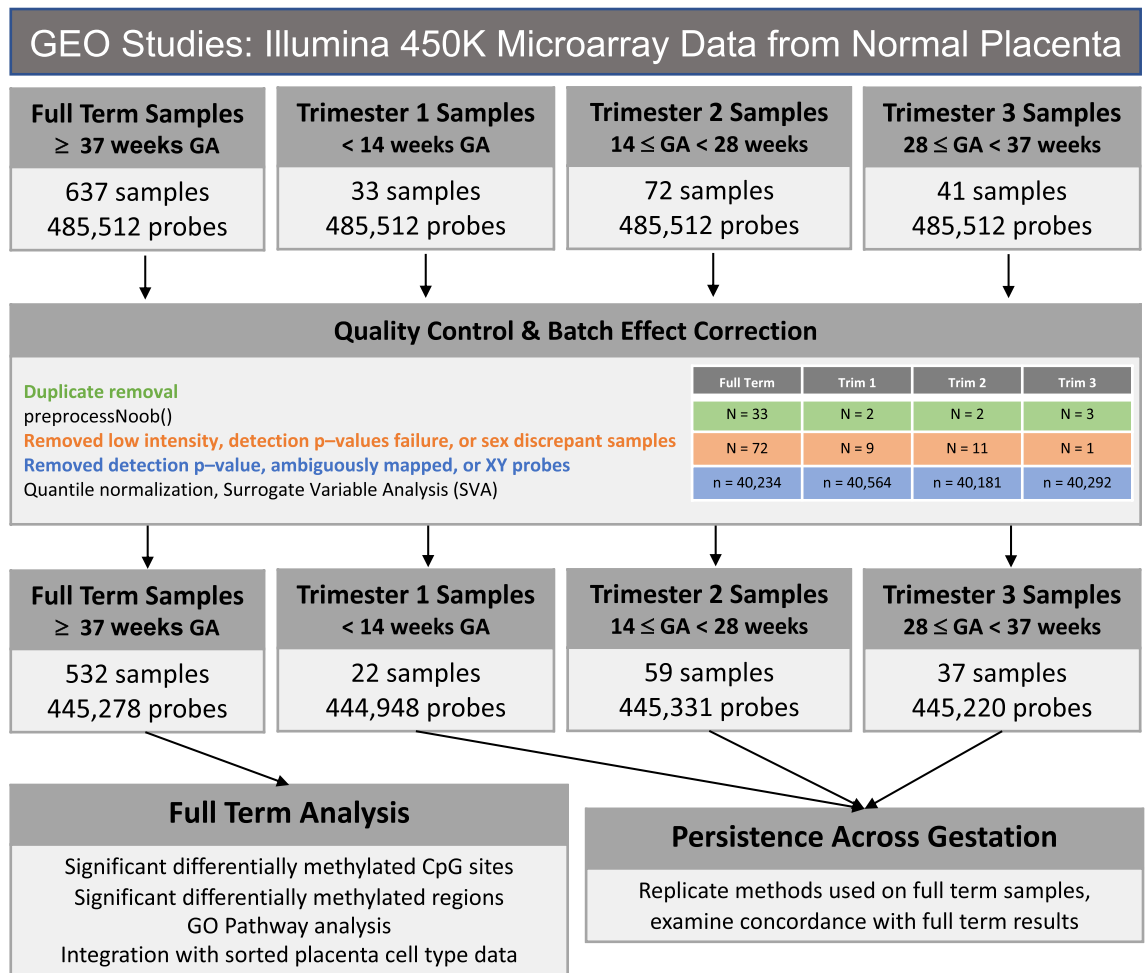 GEO Studies: Illumina 450K Microarray Data from Normal Placenta
Full Term Samples
≥ 37 weeks GA
637 samples
485,512 probes
Trimester 1 Samples
< 14 weeks GA
33 samples
485,512 probes
Trimester 2 Samples
14 ≤ GA < 28 weeks
72 samples
485,512 probes
Trimester 3 Samples
28 ≤ GA < 37 weeks
41 samples
485,512 probes
Quality Control & Batch Effect Correction
Duplicate removal
preprocessNoob()
Removed low intensity, detection p–values failure, or sex discrepant samples
Removed detection p–value, ambiguously mapped, or XY probes
Quantile normalization, Surrogate Variable Analysis (SVA)
Full Term Trim 1 Trim 2 Trim 3
N = 33 N = 2 N = 2 N = 3
N = 72 N = 9 N = 11 N = 1
n = 40,234 n = 40,564 n = 40,181 n = 40,292
Full Term Samples
≥ 37 weeks GA
532 samples
445,278 probes
Trimester 1 Samples
< 14 weeks GA
22 samples
444,948 probes
Trimester 2 Samples
14 ≤ GA < 28 weeks
59 samples
445,331 probes
Trimester 3 Samples
28 ≤ GA < 37 weeks
37 samples
445,220 probes
Full Term Analysis
Significant differentially methylated CpG sites
Significant differentially methylated regions
GO Pathway analysis
Integration with sorted placenta cell type data
Persistence Across Gestation
Replicate methods used on full term samples,
examine concordance with full term results